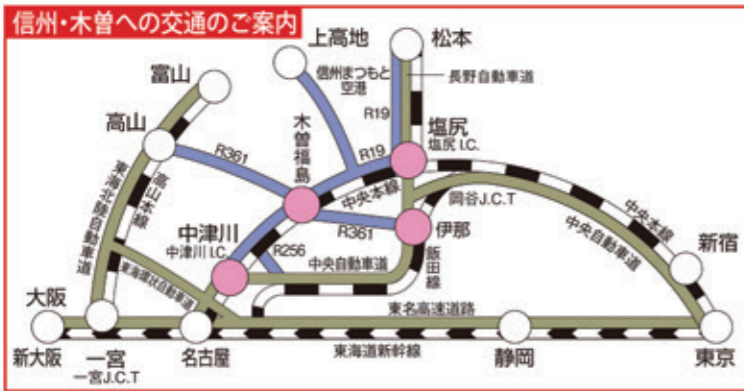 信州・木曽への交通のご案内
上高地
松本
富山
信州まつもと
空港
長野自動車道
R19
高山
木曽福島
塩尻
塩尻I.C.
R361
R19
中央本線
岡谷J.C.T
中央本線
高山本線
東海北陸自動車道
中津川
中津川I.C.
R361
伊那
中央自動車道
新宿
R256
中央自動車道
飯田線
東海環状自動車道
大阪
東名高速道路
新大阪
一宮
一宮J.C.T
名古屋
東海道新幹線
静岡
東京